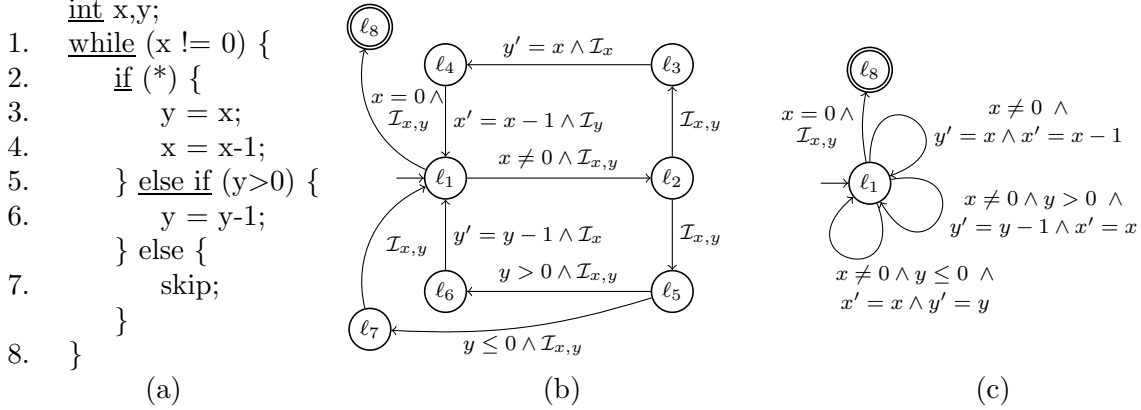 int x,y;
1. while (x != 0) {
2. if (*) {
3. y = x;
4. x = x-1;
5. } else if (y>0) {
6. y = y-1;
} else {
7. skip;
}
8. }
(a)
ℓ8
ℓ4
y′ = x ∧ ℐx
ℓ3
x = 0 ∧
ℐx,y
x′ = x − 1 ∧ ℐy
ℐx,y
ℓ1
x ≠ 0 ∧ ℐx,y
ℓ2
ℐx,y
y′ = y − 1 ∧ ℐx
ℐx,y
ℓ6
y > 0 ∧ ℐx,y
ℓ5
ℓ7
y ≤ 0 ∧ ℐx,y
(b)
ℓ8
x = 0 ∧
ℐx,y
x ≠ 0 ∧
y′ = x ∧ x′ = x − 1
ℓ1
x ≠ 0 ∧ y > 0 ∧
y′ = y − 1 ∧ x′ = x
x ≠ 0 ∧ y ≤ 0 ∧
x′ = x ∧ y′ = y
(c)